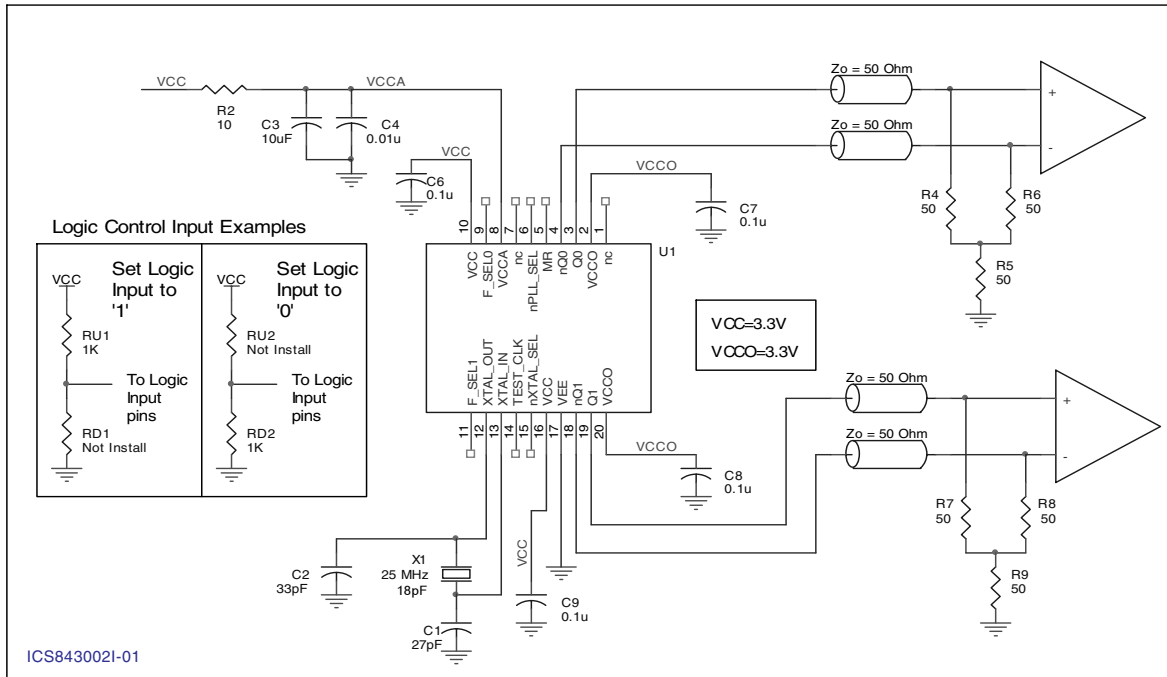 VCC
R2
10
VCCA
C3
10uF
C4
0.01u
VCC
C6
0.1u
VCCO
C7
0.1u
Zo = 50 Ohm
Zo = 50 Ohm
+
-
R4
50
R6
50
R5
50
10
9
8
7
6
5
4
3
2
1
U1
VCC
F_SEL0
VCCA
nc
nPLL_SEL
MR
nQ0
Q0
VCCO
nc
F_SEL1
XTAL_OUT
XTAL_IN
TEST_CLK
nXTAL_SEL
VCC
VEE
nQ1
Q1
VCCO
11
12
13
14
15
16
17
18
19
20
Logic Control Input Examples
VCC
Set Logic
Input to
'1'
RU1
1K
To Logic
Input
pins
RD1
Not Install
VCC
Set Logic
Input to
'0'
RU2
Not Install
To Logic
Input
pins
RD2
1K
VCC=3.3V
VCCO=3.3V
VCCO
C8
0.1u
Zo = 50 Ohm
Zo = 50 Ohm
+
-
R7
50
R8
50
R9
50
C2
33pF
X1
25 MHz
18pF
C1
27pF
VCC
C9
0.1u
ICS843002I-01